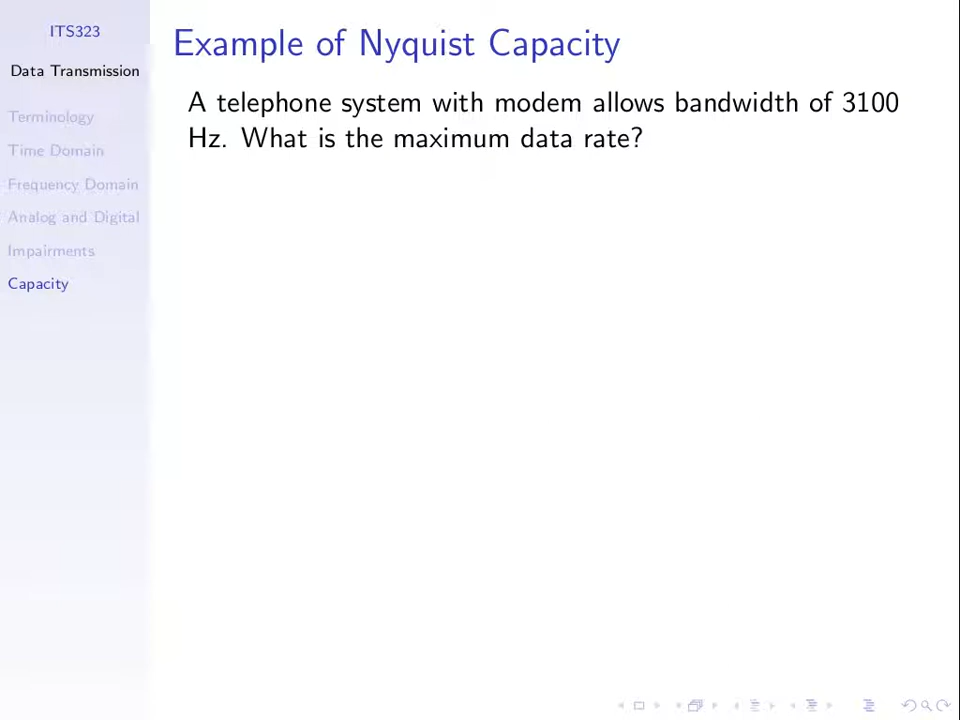 ITS323
Data Transmission
Terminology
Time Domain
Frequency Domain
Analog and Digital
Impairments
Capacity
Example of Nyquist Capacity
A telephone system with modem allows bandwidth of 3100
Hz. What is the maximum data rate?